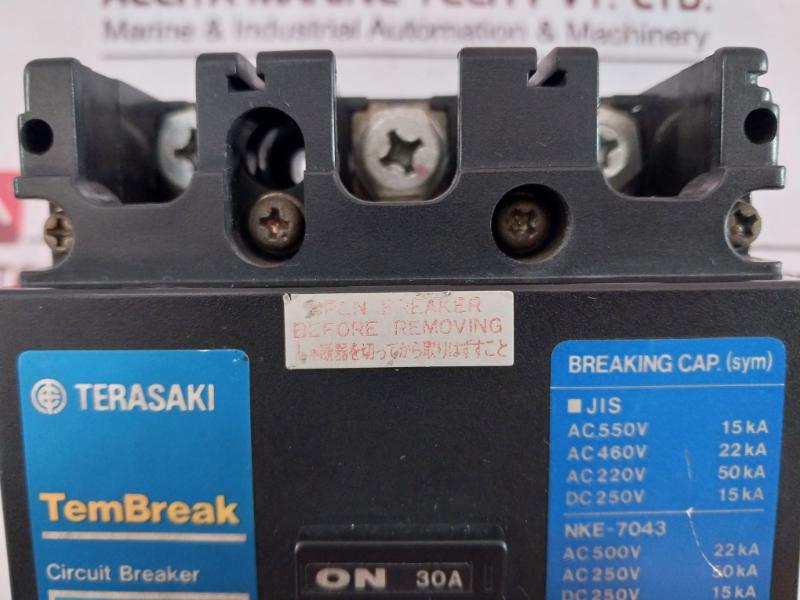 Marine & Industrial Automation & Machinery
OPEN BREAKER
BEFORE REMOVING
断器を切ってから取りはずすこと
TERASAKI
TemBreak
Circuit Breaker
ON 30A
BREAKING CAP. (sym)
JIS
AC550V 15kA
AC460V 22kA
AC220V 50kA
DC250V 15kA
NKE-7043
AC500V 22kA
AC250V 50kA
DC250V 15kA